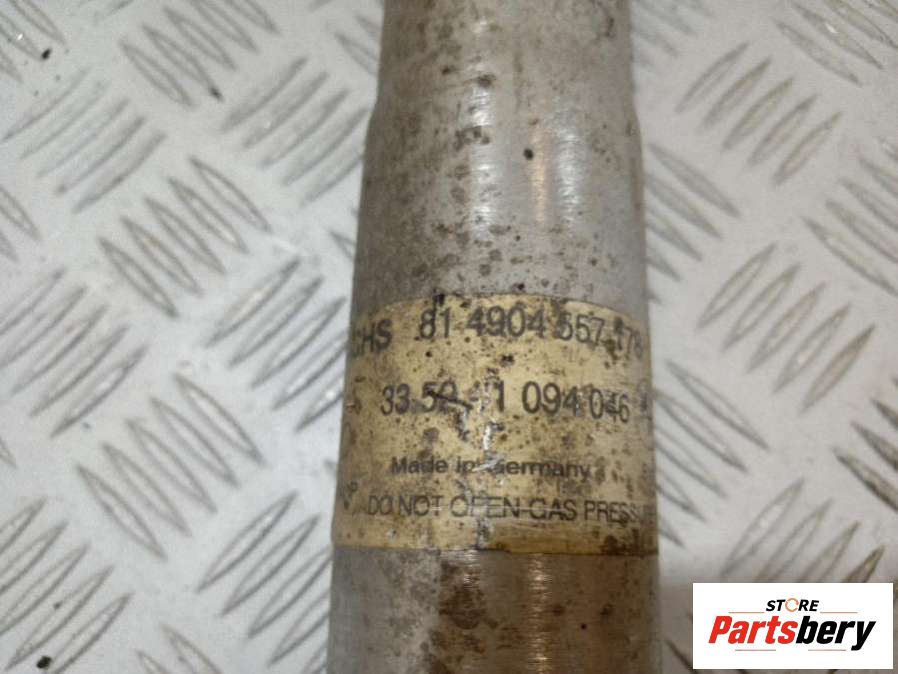 CHS 81 4904 557 178
33.52-1 094 046
Made in Germany
DO NOT OPEN-GAS PRESS
STORE
Partsbery